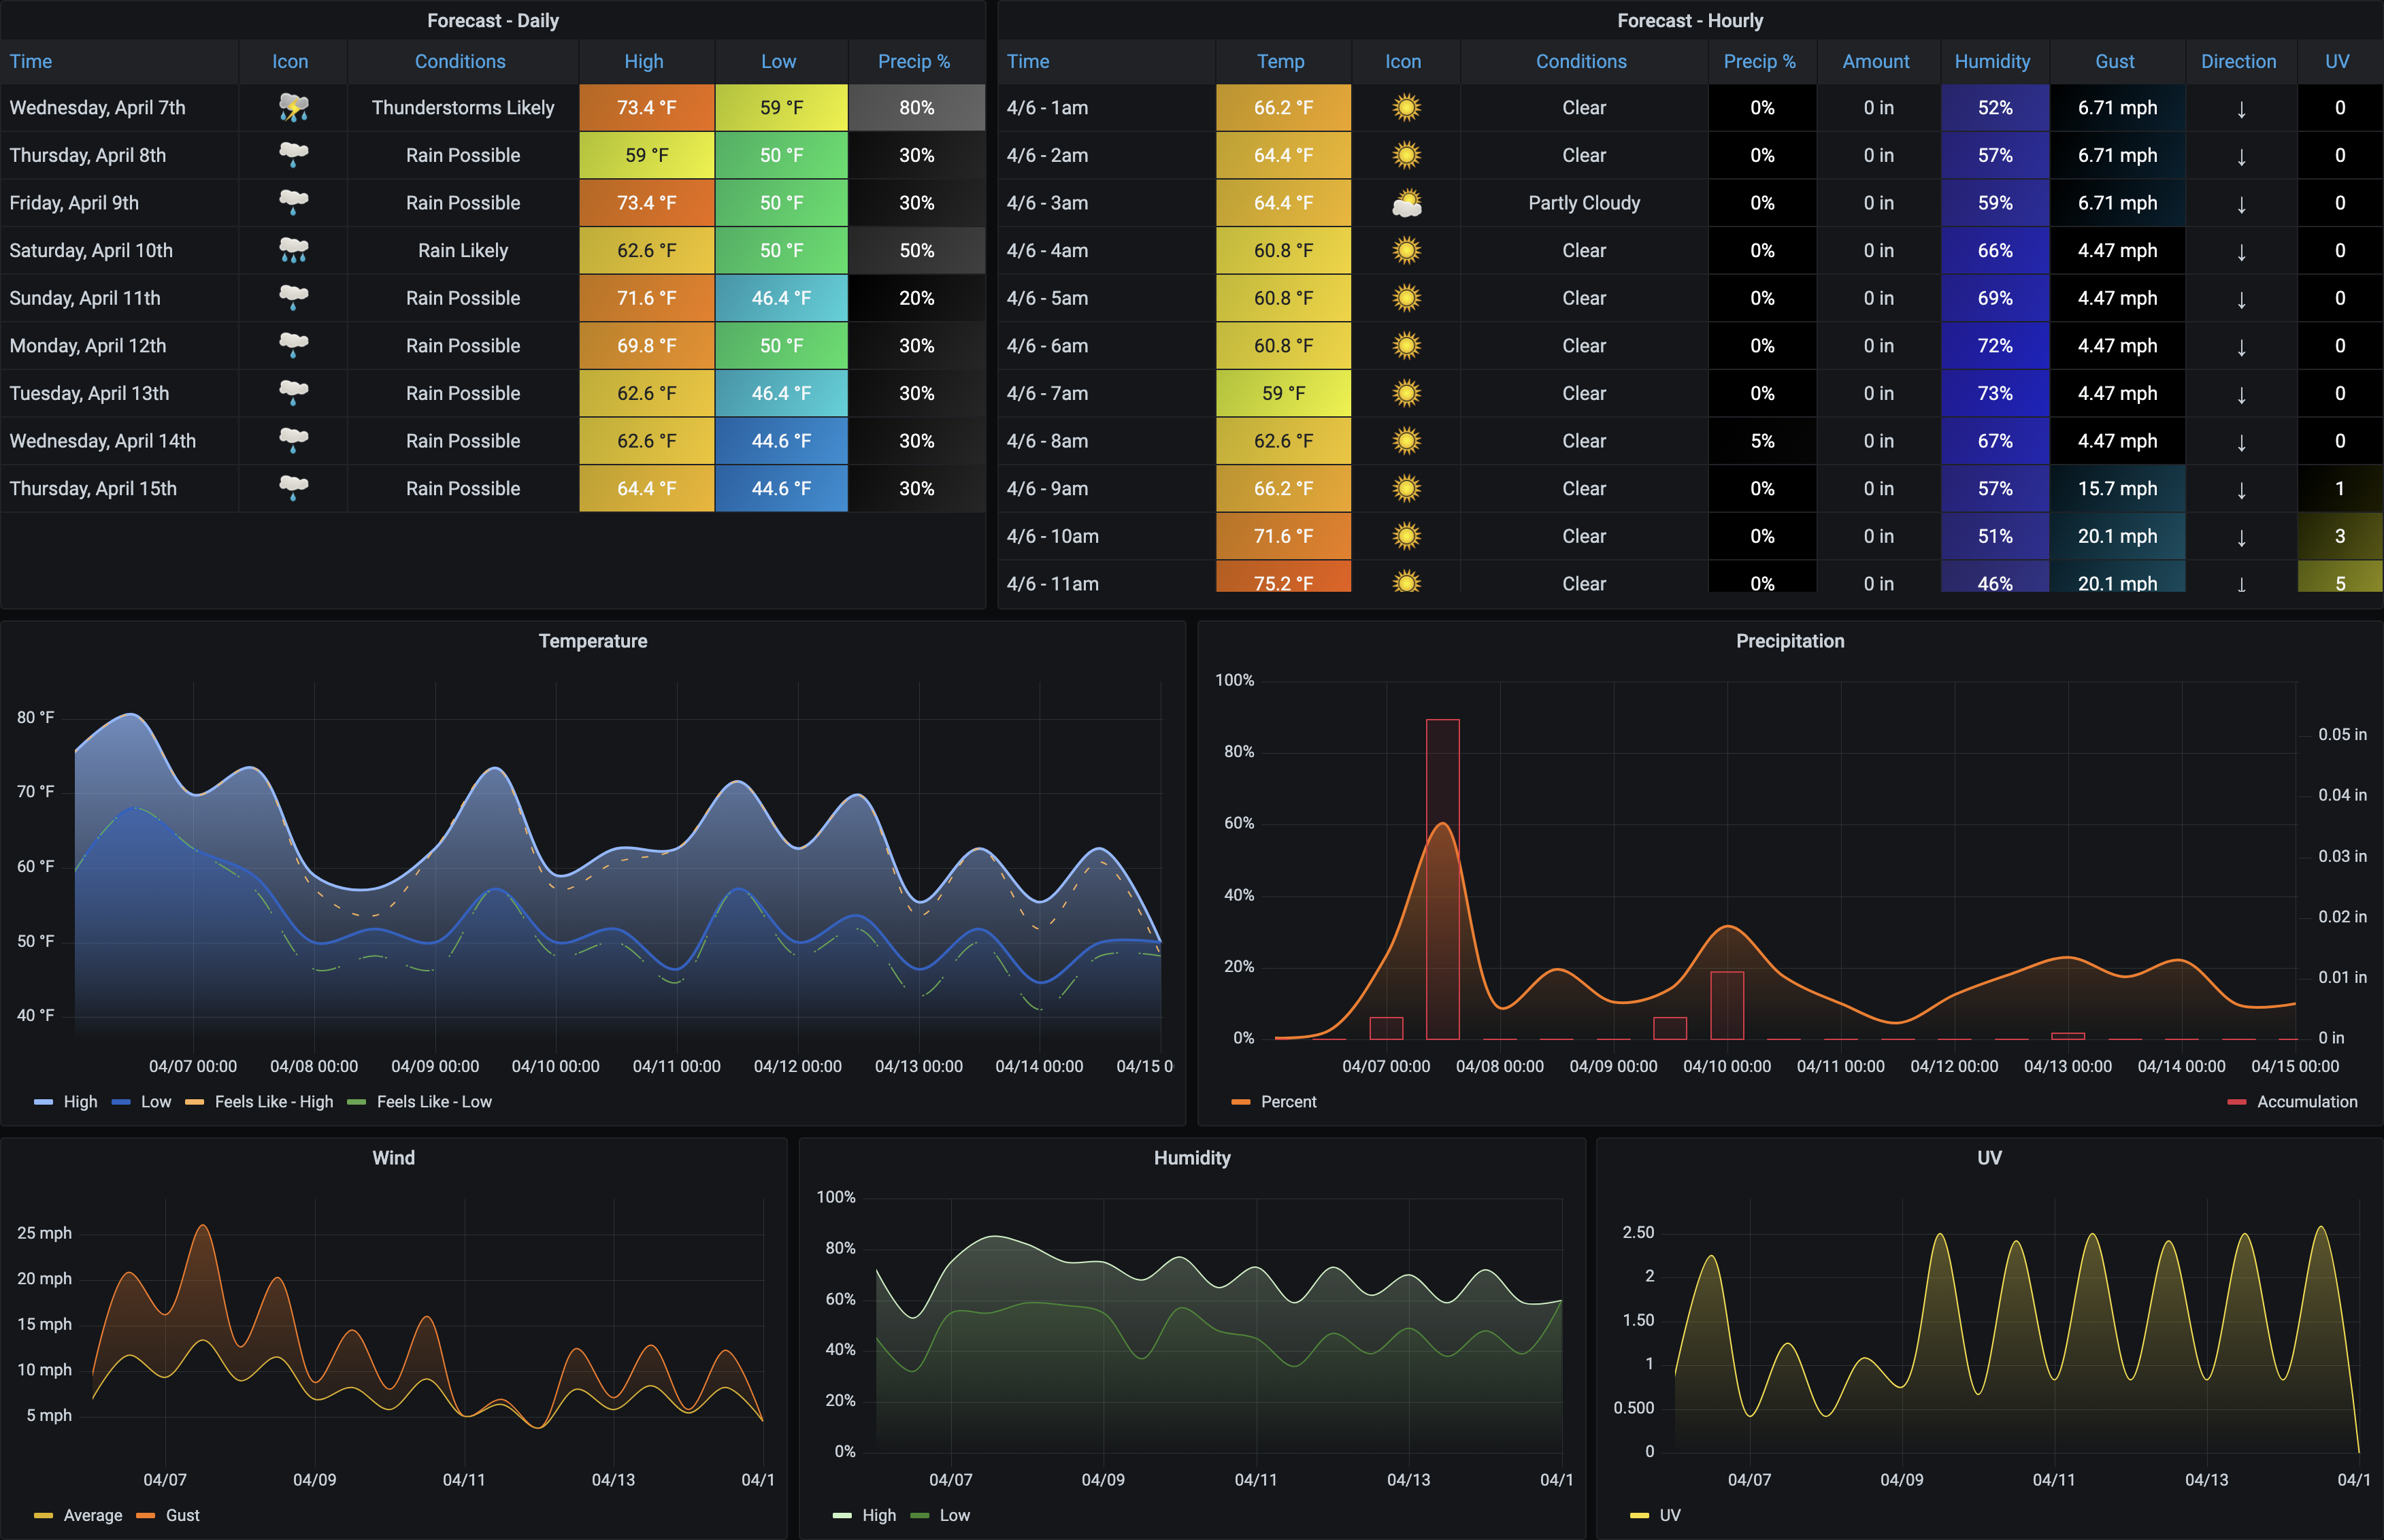 Forecast - Daily
Time Icon Conditions High Low Precip %
Wednesday, April 7th Thunderstorms Likely 73.4 °F 59 °F 80%
Thursday, April 8th Rain Possible 59 °F 50 °F 30%
Friday, April 9th Rain Possible 73.4 °F 50 °F 30%
Saturday, April 10th Rain Likely 62.6 °F 50 °F 50%
Sunday, April 11th Rain Possible 71.6 °F 46.4 °F 20%
Monday, April 12th Rain Possible 69.8 °F 50 °F 30%
Tuesday, April 13th Rain Possible 62.6 °F 46.4 °F 30%
Wednesday, April 14th Rain Possible 62.6 °F 44.6 °F 30%
Thursday, April 15th Rain Possible 64.4 °F 44.6 °F 30%
Forecast - Hourly
Time Temp Icon Conditions Precip % Amount Humidity Gust Direction UV
4/6 - 1am 66.2 °F Clear 0% 0 in 52% 6.71 mph ↓ 0
4/6 - 2am 64.4 °F Clear 0% 0 in 57% 6.71 mph ↓ 0
4/6 - 3am 64.4 °F Partly Cloudy 0% 0 in 59% 6.71 mph ↓ 0
4/6 - 4am 60.8 °F Clear 0% 0 in 66% 4.47 mph ↓ 0
4/6 - 5am 60.8 °F Clear 0% 0 in 69% 4.47 mph ↓ 0
4/6 - 6am 60.8 °F Clear 0% 0 in 72% 4.47 mph ↓ 0
4/6 - 7am 59 °F Clear 0% 0 in 73% 4.47 mph ↓ 0
4/6 - 8am 62.6 °F Clear 5% 0 in 67% 4.47 mph ↓ 0
4/6 - 9am 66.2 °F Clear 0% 0 in 57% 15.7 mph ↓ 1
4/6 - 10am 71.6 °F Clear 0% 0 in 51% 20.1 mph ↓ 3
4/6 - 11am 75.2 °F Clear 0% 0 in 46% 20.1 mph ↓ 5
Temperature
80 °F
70 °F
60 °F
50 °F
40 °F
04/07 00:00 04/08 00:00 04/09 00:00 04/10 00:00 04/11 00:00 04/12 00:00 04/13 00:00 04/14 00:00 04/15 0
High Low Feels Like - High Feels Like - Low
Precipitation
100%
80%
60%
40%
20%
0%
0.05 in
0.04 in
0.03 in
0.02 in
0.01 in
0 in
04/07 00:00 04/08 00:00 04/09 00:00 04/10 00:00 04/11 00:00 04/12 00:00 04/13 00:00 04/14 00:00 04/15 00:00
Percent Accumulation
Wind
25 mph
20 mph
15 mph
10 mph
5 mph
04/07 04/09 04/11 04/13 04/1
Average Gust
Humidity
100%
80%
60%
40%
20%
0%
04/07 04/09 04/11 04/13 04/1
High Low
UV
2.50
2
1.50
1
0.500
0
04/07 04/09 04/11 04/13 04/1
UV